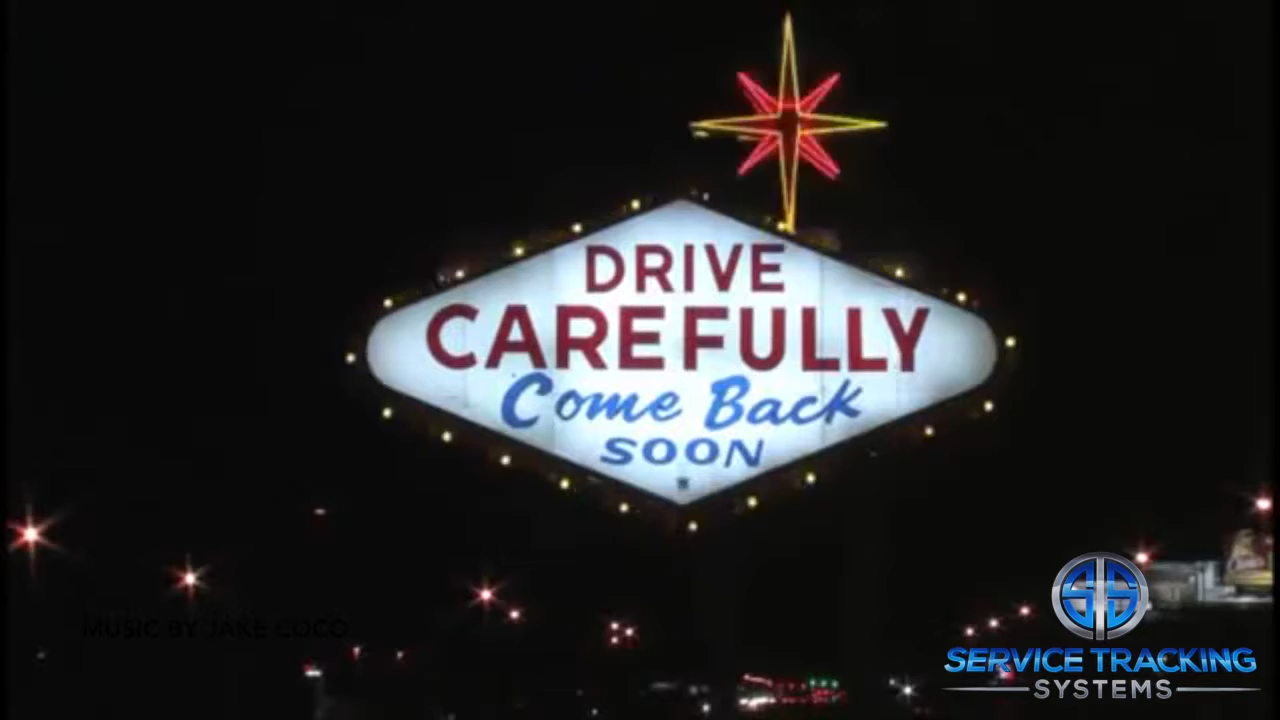 DRIVE
CAREFULLY
Come Back
SOON
MUSIC BY JAKE COCO
SERVICE TRACKING
SYSTEMS